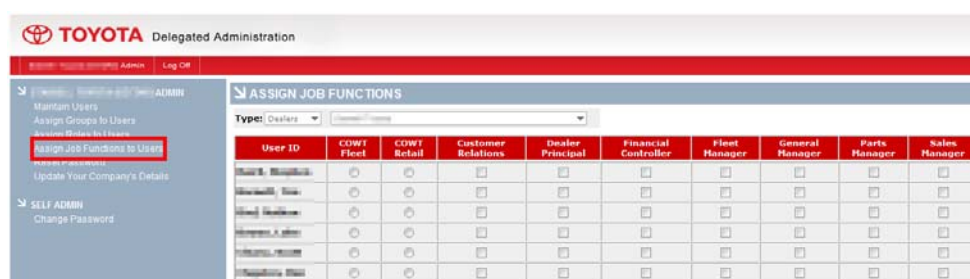 TOYOTA Delegated Administration
Admin Log Off
ADMIN
Maintain Users
Assign Groups to Users
Assign Roles to Users
Assign Job Functions to Users
Reset Password
Update Your Company's Details
SELF ADMIN
Change Password
ASSIGN JOB FUNCTIONS
Type: Dealers
User ID COWT Fleet COWT Retail Customer Relations Dealer Principal Financial Controller Fleet Manager General Manager Parts Manager Sales Manager